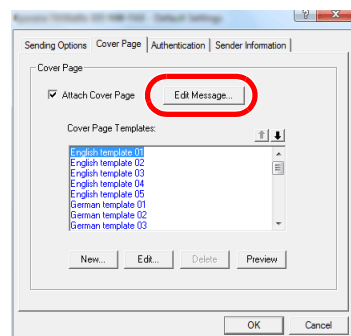 Default Settings
Sending Options Cover Page Authentication Sender Information
Cover Page
Attach Cover Page Edit Message...
Cover Page Templates:
English template 01
English template 02
English template 03
English template 04
English template 05
German template 01
German template 02
German template 03
New... Edit... Delete Preview
OK Cancel